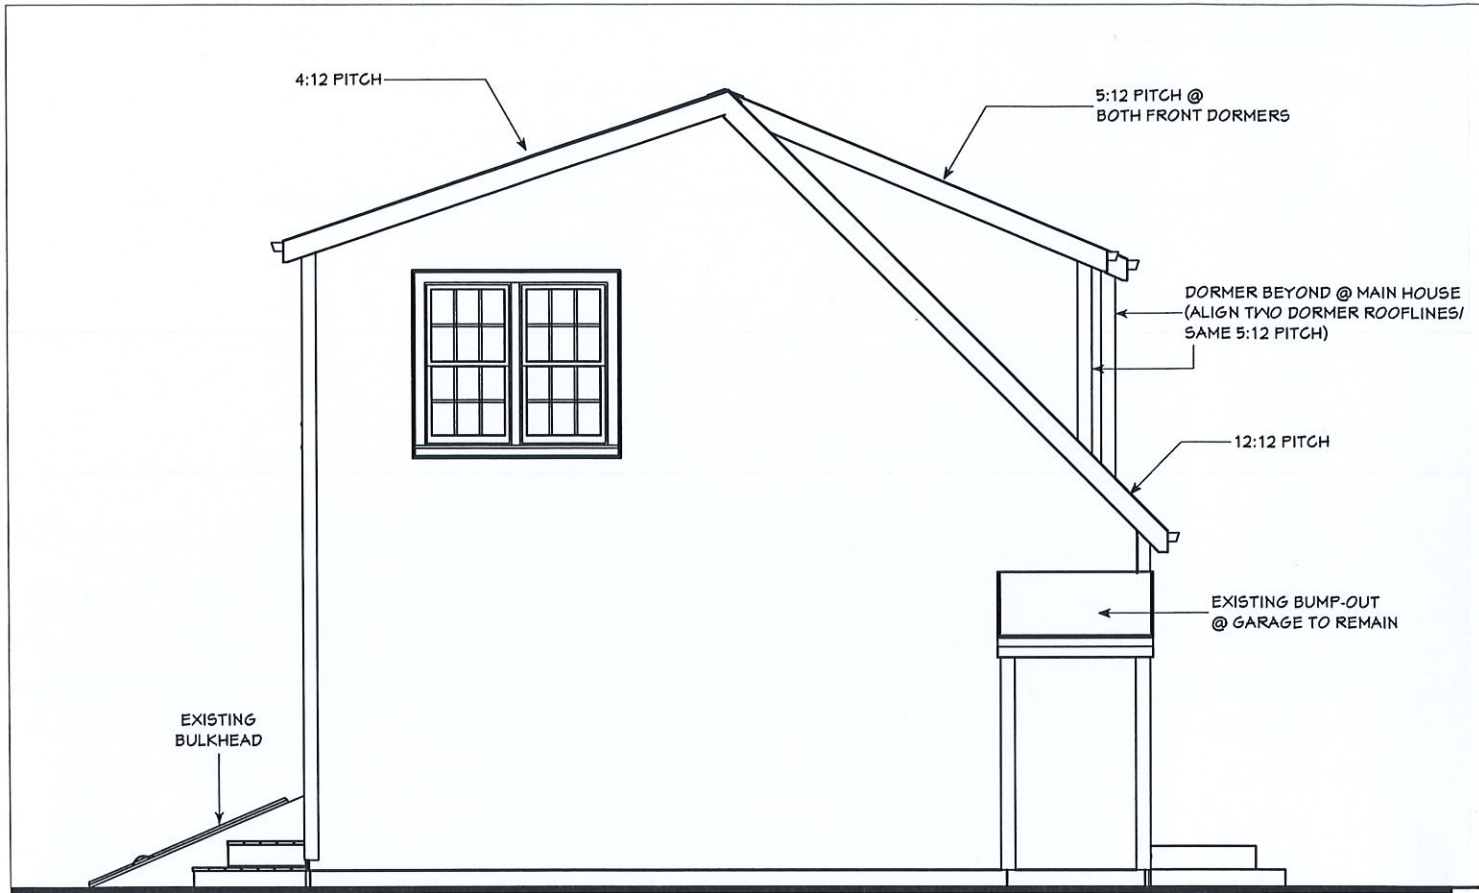 4:12 PITCH
5:12 PITCH @
BOTH FRONT DORMERS
DORMER BEYOND @ MAIN HOUSE
(ALIGN TWO DORMER ROOFLINES/
SAME 5:12 PITCH)
12:12 PITCH
EXISTING BUMP-OUT
@ GARAGE TO REMAIN
EXISTING
BULKHEAD